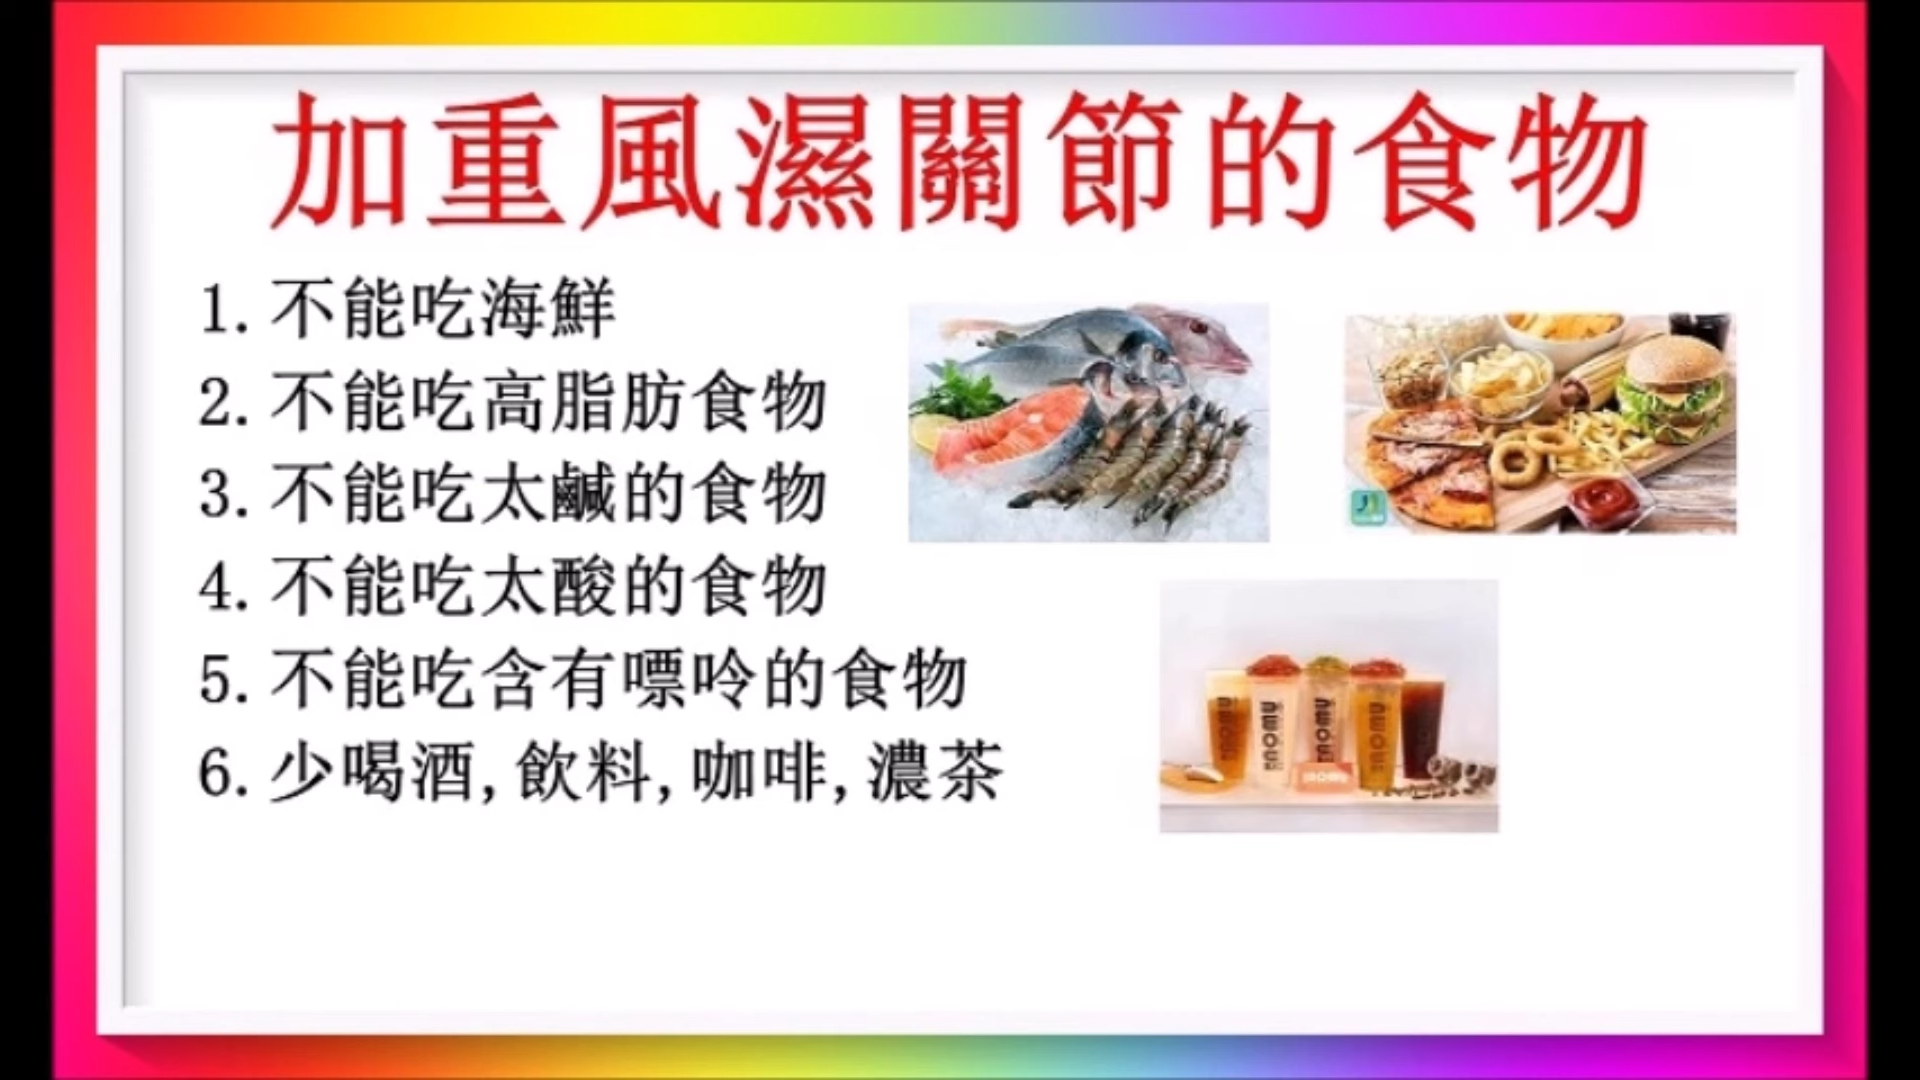 加重風濕關節的食物
1.不能吃海鮮
2.不能吃高脂肪食物
3.不能吃太鹹的食物
4.不能吃太酸的食物
5.不能吃含有嘌呤的食物
6.少喝酒,飲料,咖啡,濃茶